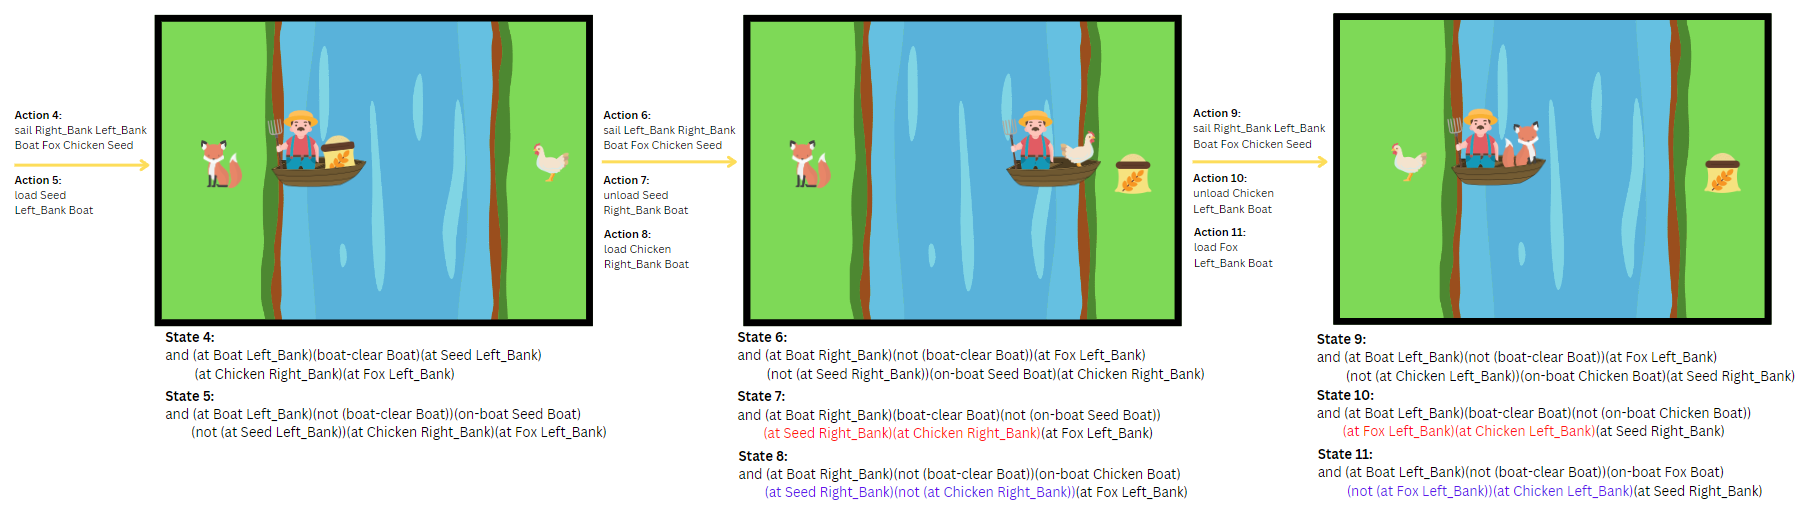 Action 4:
sail Right_Bank Left_Bank
Boat Fox Chicken Seed
Action 5:
load Seed
Left_Bank Boat
State 4:
and (at Boat Left_Bank)(boat-clear Boat)(at Seed Left_Bank)
(at Chicken Right_Bank)(at Fox Left_Bank)
State 5:
and (at Boat Left_Bank)(not (boat-clear Boat))(on-boat Seed Boat)
(not (at Seed Left_Bank))(at Chicken Right_Bank)(at Fox Left_Bank)
Action 6:
sail Left_Bank Right_Bank
Boat Fox Chicken Seed
Action 7:
unload Seed
Right_Bank Boat
Action 8:
load Chicken
Right_Bank Boat
State 6:
and (at Boat Right_Bank)(not (boat-clear Boat))(at Fox Left_Bank)
(not (at Seed Right_Bank))(on-boat Seed Boat)(at Chicken Right_Bank)
State 7:
and (at Boat Right_Bank)(boat-clear Boat)(not (on-boat Seed Boat))
(at Seed Right_Bank)(at Chicken Right_Bank)(at Fox Left_Bank)
State 8:
and (at Boat Right_Bank)(not (boat-clear Boat))(on-boat Chicken Boat)
(at Seed Right_Bank)(not (at Chicken Right_Bank))(at Fox Left_Bank)
Action 9:
sail Right_Bank Left_Bank
Boat Fox Chicken Seed
Action 10:
unload Chicken
Left_Bank Boat
Action 11:
load Fox
Left_Bank Boat
State 9:
and (at Boat Left_Bank)(not (boat-clear Boat))(at Fox Left_Bank)
(not (at Chicken Left_Bank))(on-boat Chicken Boat)(at Seed Right_Bank)
State 10:
and (at Boat Left_Bank)(boat-clear Boat)(not (on-boat Chicken Boat))
(at Fox Left_Bank)(at Chicken Left_Bank)(at Seed Right_Bank)
State 11:
and (at Boat Left_Bank)(not (boat-clear Boat))(on-boat Fox Boat)
(not (at Fox Left_Bank))(at Chicken Left_Bank)(at Seed Right_Bank)